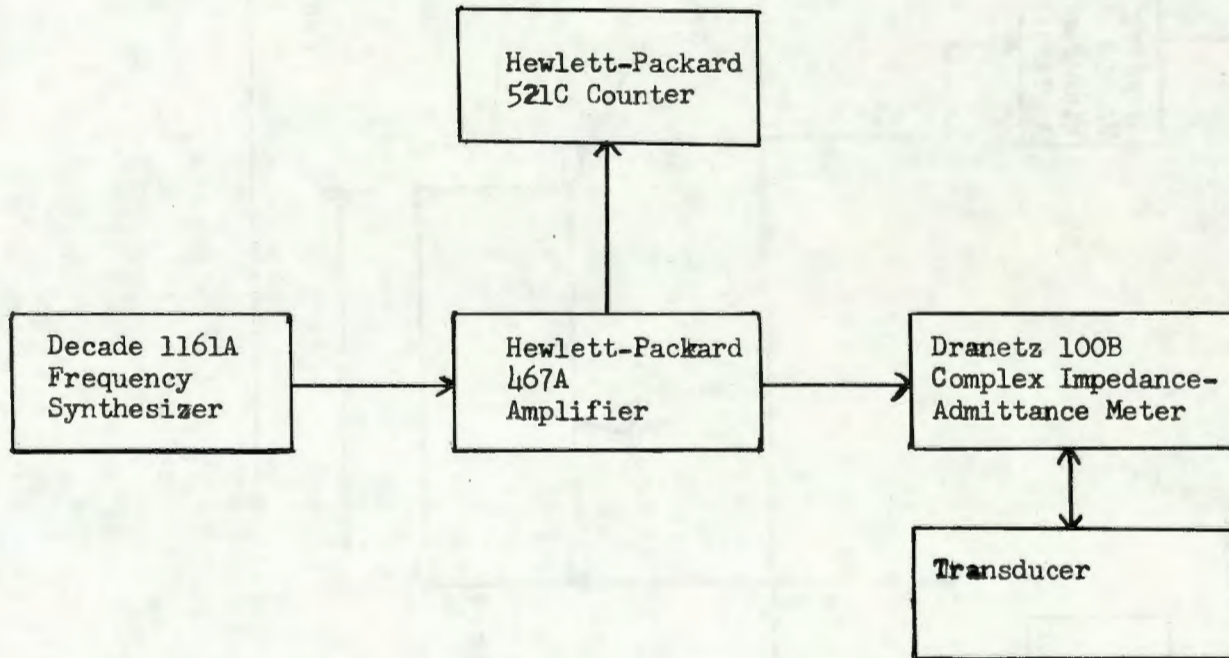 Hewlett-Packard
521C Counter
Decade 1161A
Frequency
Synthesizer
Hewlett-Packard
467A
Amplifier
Dranetz 100B
Complex Impedance-
Admittance Meter
Transducer